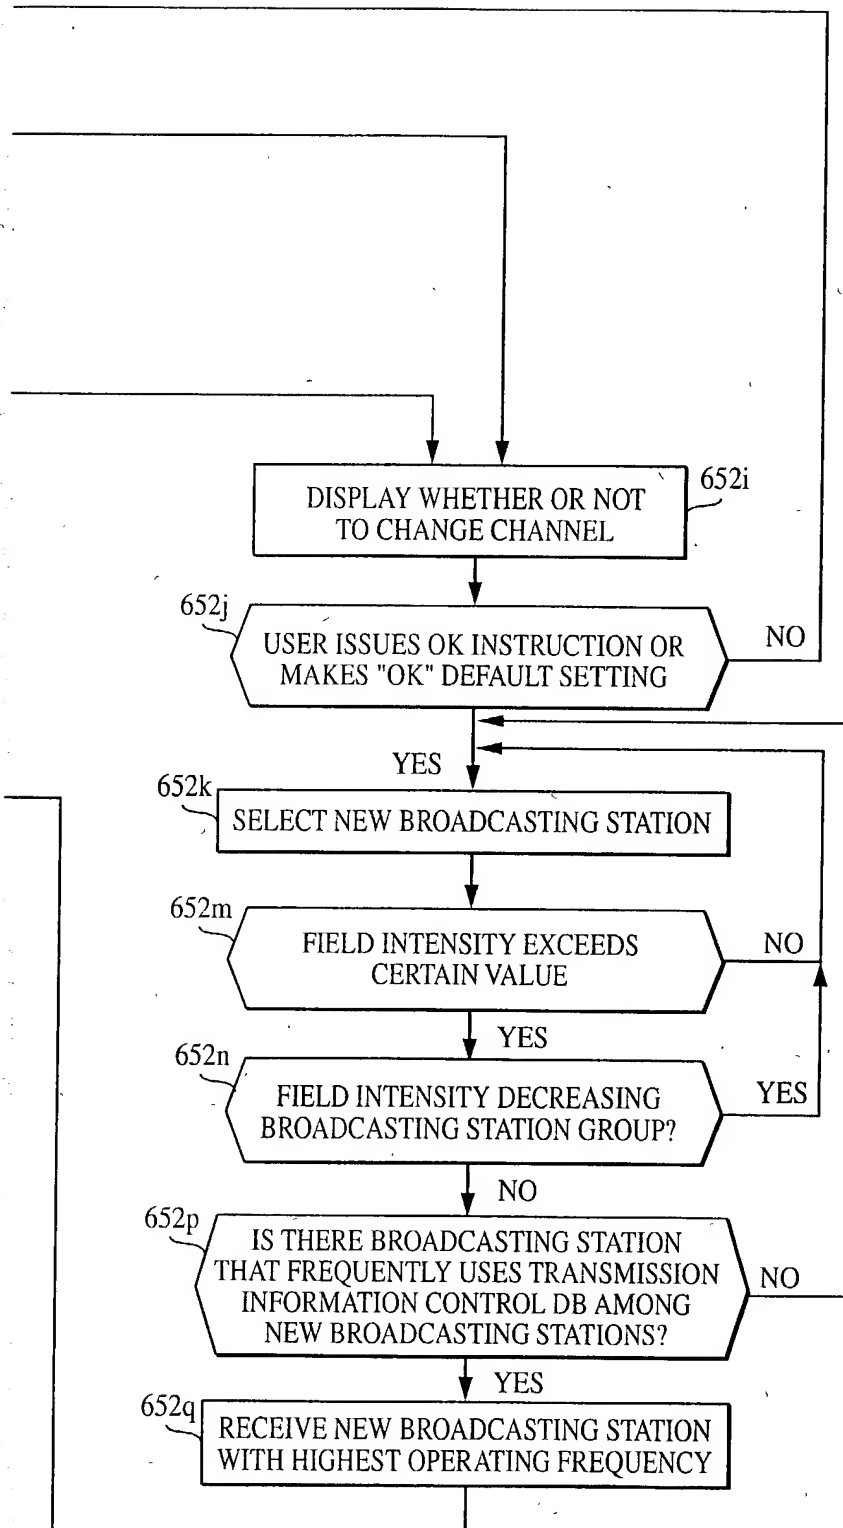 652i
DISPLAY WHETHER OR NOT
TO CHANGE CHANNEL
652j
USER ISSUES OK INSTRUCTION OR
MAKES "OK" DEFAULT SETTING
NO
YES
652k
SELECT NEW BROADCASTING STATION
652m
FIELD INTENSITY EXCEEDS
CERTAIN VALUE
NO
YES
652n
FIELD INTENSITY DECREASING
BROADCASTING STATION GROUP?
YES
NO
652p
IS THERE BROADCASTING STATION
THAT FREQUENTLY USES TRANSMISSION
INFORMATION CONTROL DB AMONG
NEW BROADCASTING STATIONS?
NO
YES
652q
RECEIVE NEW BROADCASTING STATION
WITH HIGHEST OPERATING FREQUENCY